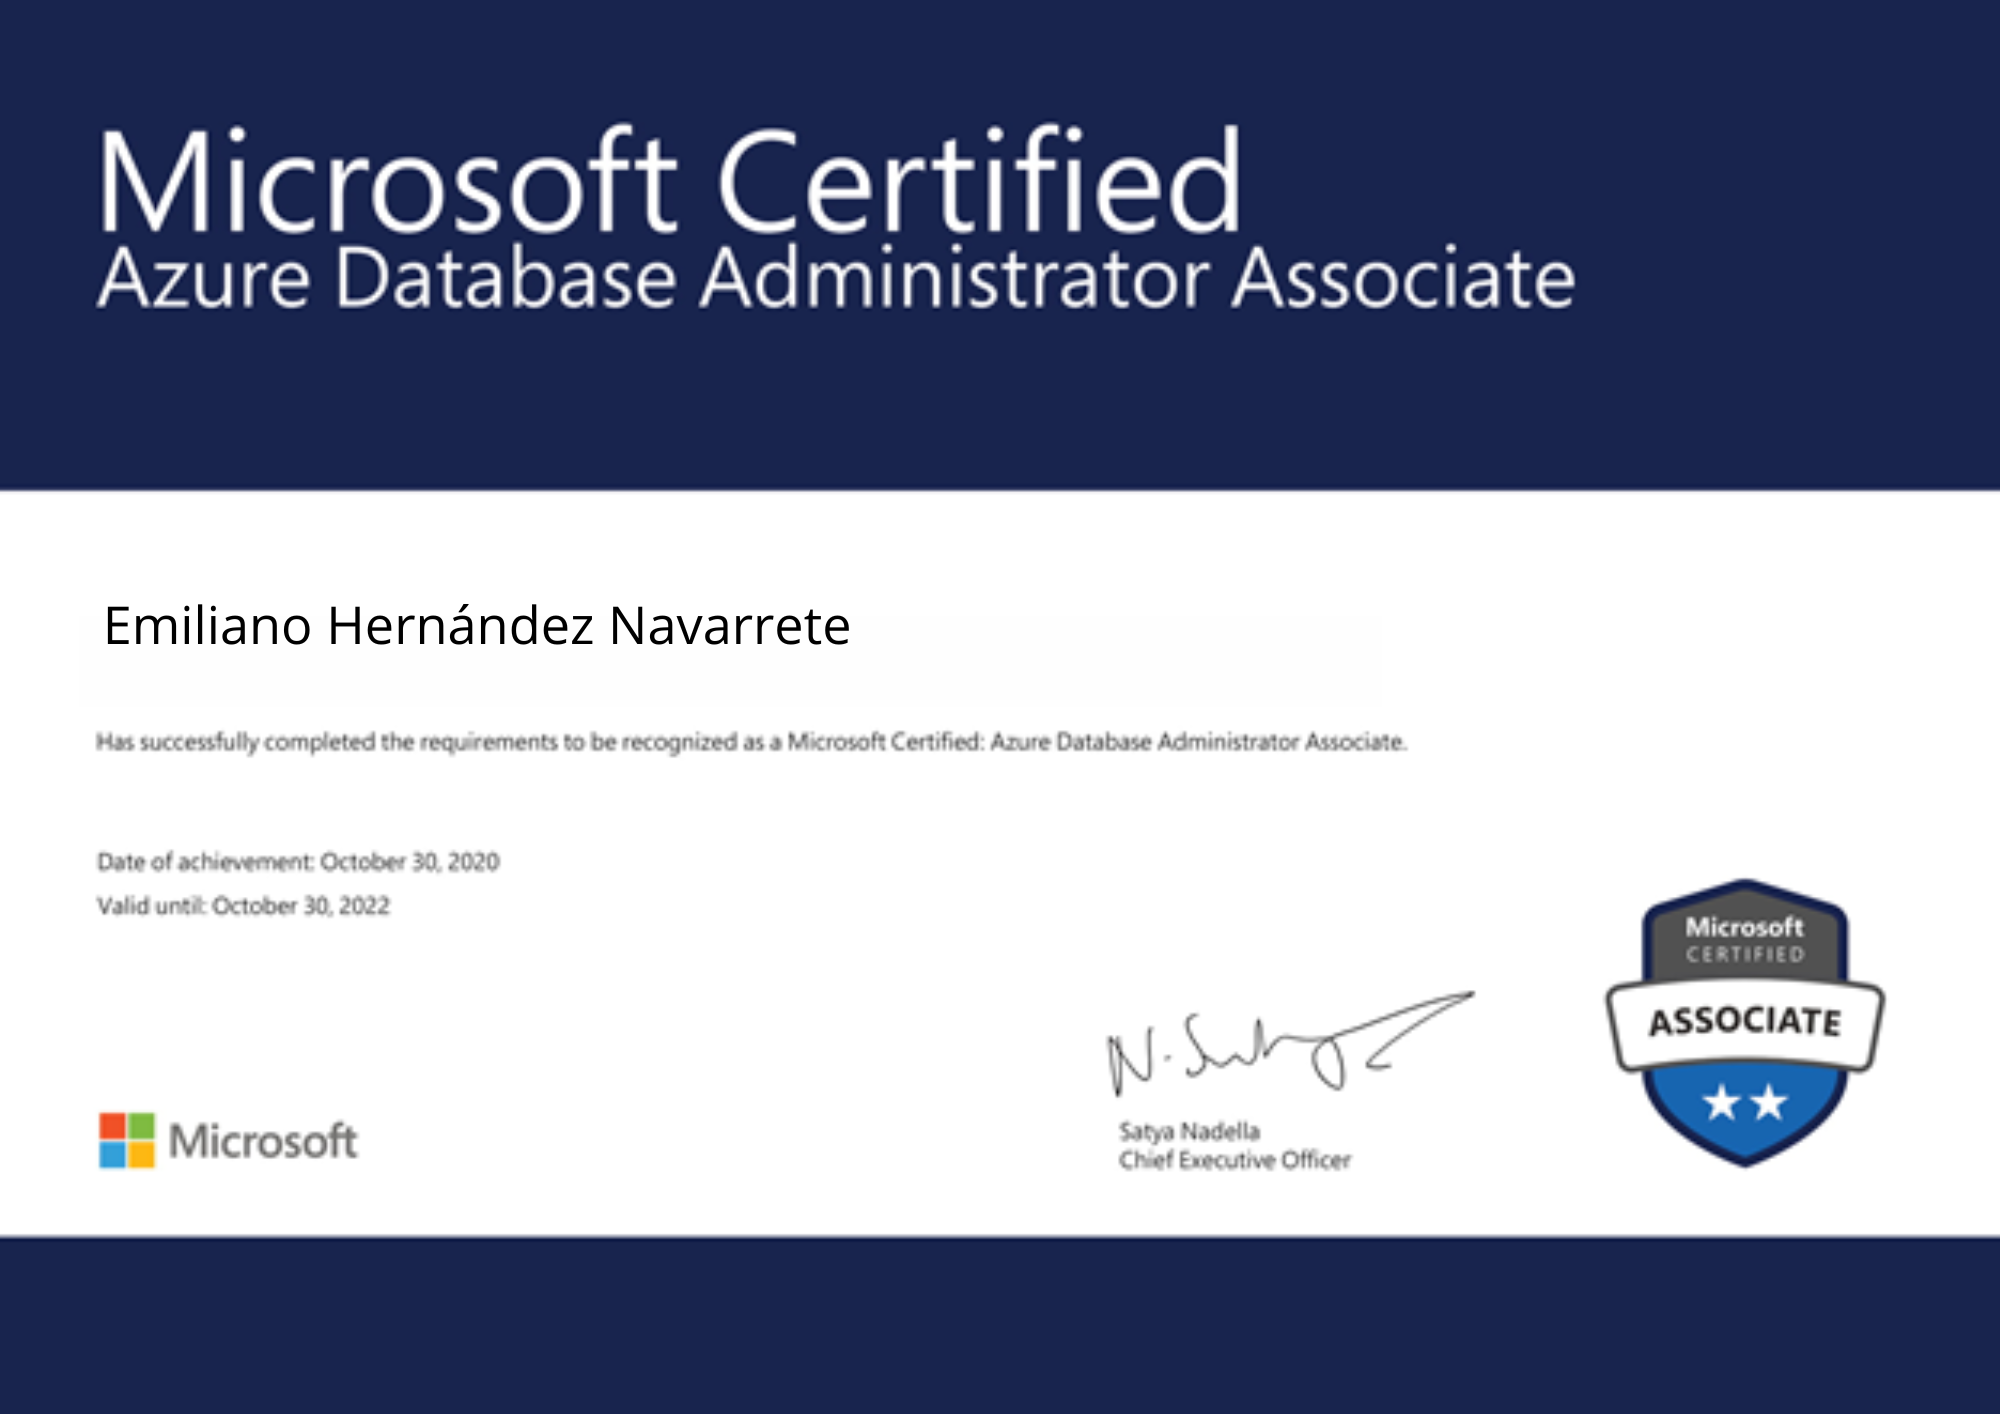 Microsoft Certified
Azure Database Administrator Associate
Emiliano Hernández Navarrete
Has successfully completed the requirements to be recognized as a Microsoft Certified: Azure Database Administrator Associate.
Date of achievement: October 30, 2020
Valid until: October 30, 2022
Microsoft
CERTIFIED
ASSOCIATE
N. Satya
Satya Nadella
Chief Executive Officer
Microsoft